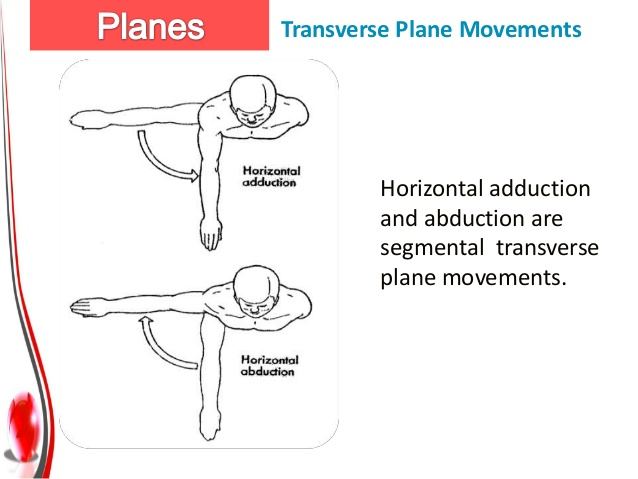 Planes
Transverse Plane Movements
Horizontal
adduction
Horizontal
abduction
Horizontal adduction
and abduction are
segmental  transverse
plane movements.